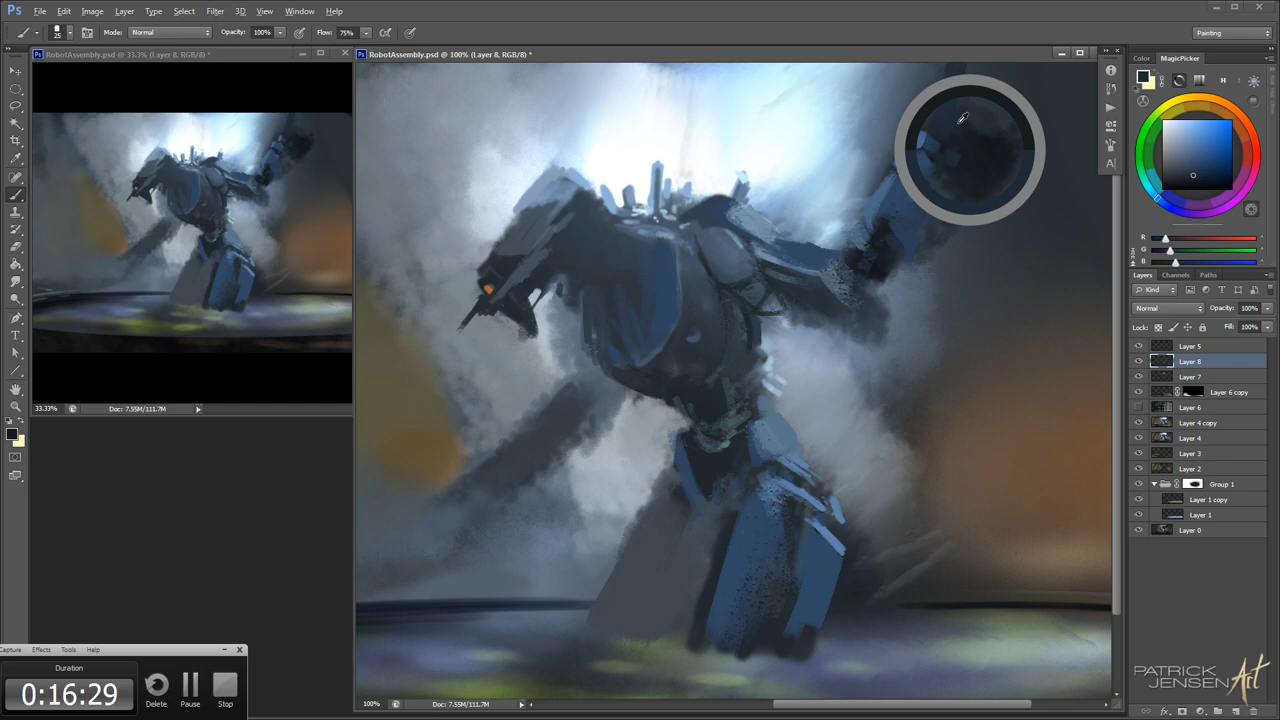 Ps File Edit Image Layer Type Select Filter 3D View Window Help
25 Mode: Normal Opacity: 100% Flow: 75% Painting
RobotAssembly.psd @ 33.3% (Layer 8, RGB/8) *
RobotAssembly.psd @ 100% (Layer 8, RGB/8) *
Color MagicPicker
H
R
G
B
Layers Channels Paths
Kind
Normal Opacity: 100%
Lock: Fill: 100%
Layer 5
Layer 8
Layer 7
Layer 6 copy
Layer 6
Layer 4 copy
Layer 4
Layer 3
Layer 2
Group 1
Layer 1 copy
Layer 1
Layer 0
33.33% Doc: 7.55M/111.7M
Capture Effects Tools Help
Duration
0:16:29
Delete Pause Stop
100% Doc: 7.55M/111.7M
PATRICK
JENSEN Art